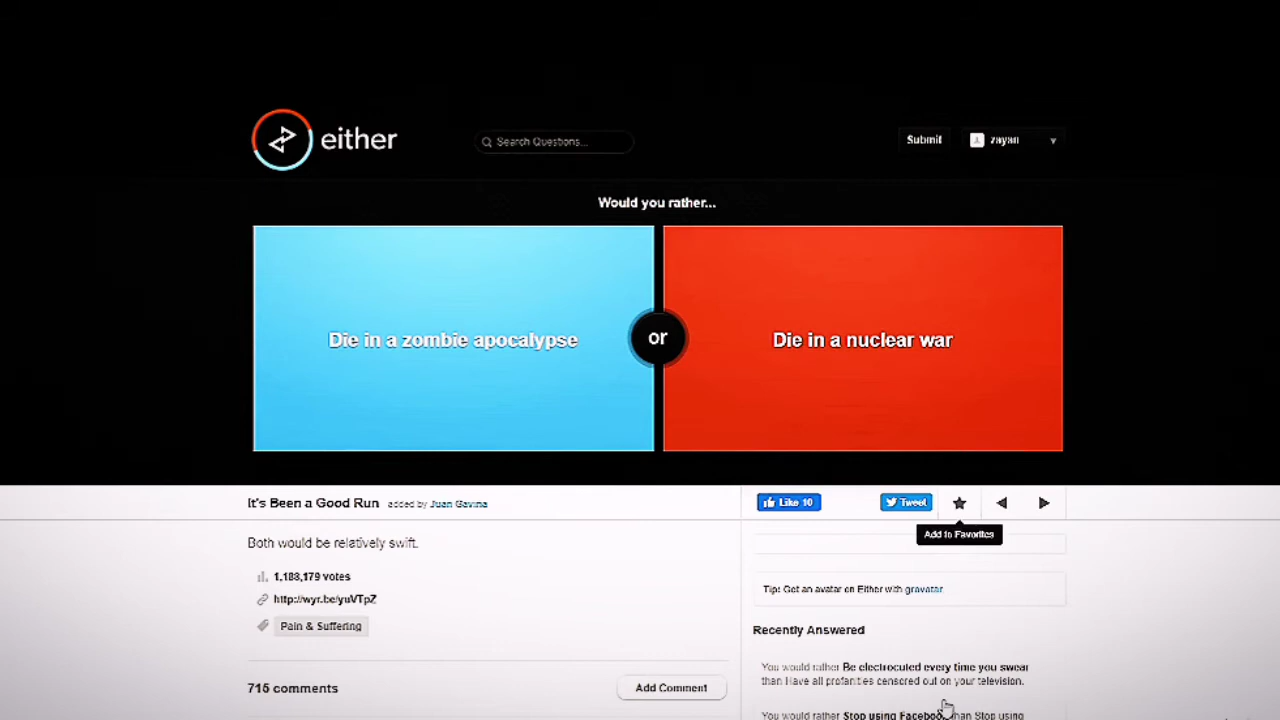 either
Search Questions...
Submit
zayan
Would you rather...
Die in a zombie apocalypse
or
Die in a nuclear war
It's Been a Good Run added by Juan Gavina
Like 10
Tweet
Add to Favorites
Both would be relatively swift.
1,188,179 votes
http://wyr.be/yuVTpZ
Pain & Suffering
715 comments
Add Comment
Tip: Get an avatar on Either with gravatar
Recently Answered
You would rather Be electrocuted every time you swear
than Have all profanities censored out on your television.
You would rather Stop using Facebook than Stop using